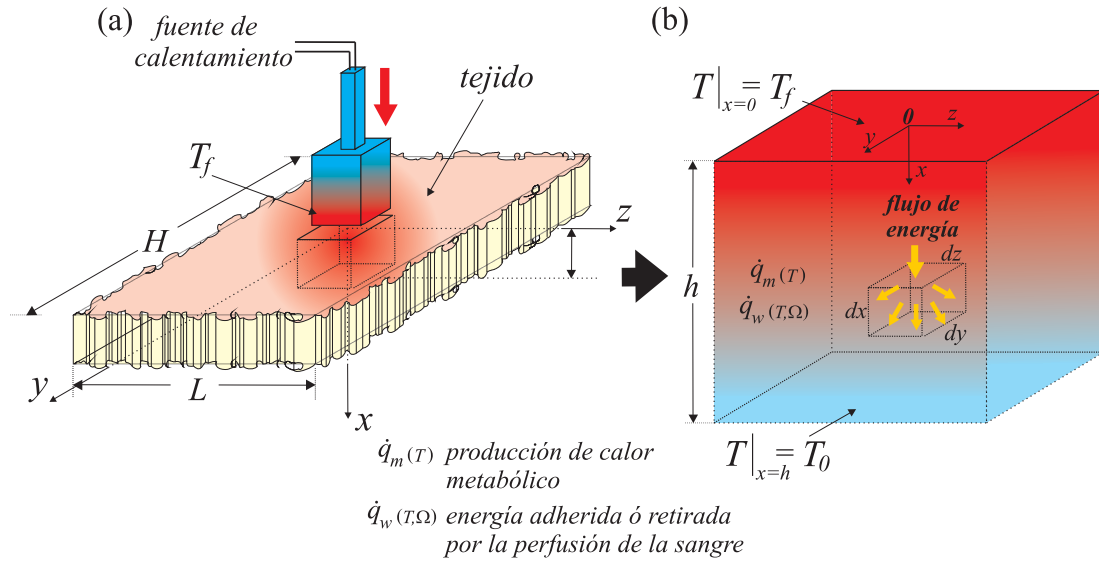 (a)
fuente de
calentamiento
tejido
T_f
H
z
y
L
x
(b)
T|_{x=0} = T_f
0
z
y
x
flujo de
energía
dz
q̇_m (T)
q̇_w (T,Ω)
dx
dy
h
T|_{x=h} = T_0
q̇_m (T) producción de calor
metabólico
q̇_w (T,Ω) energía adherida ó retirada
por la perfusión de la sangre